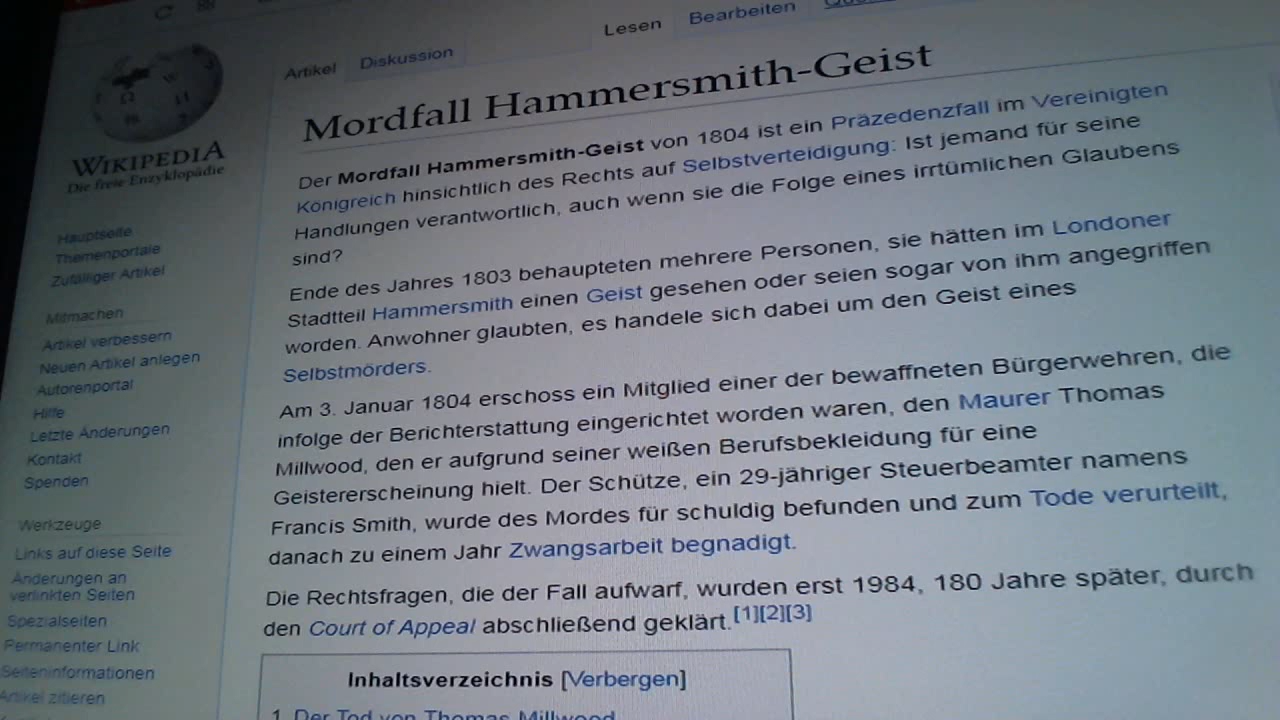 Lesen
Bearbeiten
Artikel
Diskussion
WIKIPEDIA
Die freie Enzyklopädie
Hauptseite
Themenportale
Zufälliger Artikel
Mitmachen
Artikel verbessern
Neuen Artikel anlegen
Autorenportal
Hilfe
Letzte Änderungen
Kontakt
Spenden
Werkzeuge
Links auf diese Seite
Änderungen an
verlinkten Seiten
Spezialseiten
Permanenter Link
Seiteninformationen
Artikel zitieren
Mordfall Hammersmith-Geist
Der Mordfall Hammersmith-Geist von 1804 ist ein Präzedenzfall im Vereinigten
Königreich hinsichtlich des Rechts auf Selbstverteidigung: Ist jemand für seine
Handlungen verantwortlich, auch wenn sie die Folge eines irrtümlichen Glaubens
sind?
Ende des Jahres 1803 behaupteten mehrere Personen, sie hätten im Londoner
Stadtteil Hammersmith einen Geist gesehen oder seien sogar von ihm angegriffen
worden. Anwohner glaubten, es handele sich dabei um den Geist eines
Selbstmörders.
Am 3. Januar 1804 erschoss ein Mitglied einer der bewaffneten Bürgerwehren, die
infolge der Berichterstattung eingerichtet worden waren, den Maurer Thomas
Millwood, den er aufgrund seiner weißen Berufsbekleidung für eine
Geistererscheinung hielt. Der Schütze, ein 29-jähriger Steuerbeamter namens
Francis Smith, wurde des Mordes für schuldig befunden und zum Tode verurteilt,
danach zu einem Jahr Zwangsarbeit begnadigt.
Die Rechtsfragen, die der Fall aufwarf, wurden erst 1984, 180 Jahre später, durch
den Court of Appeal abschließend geklärt.[1][2][3]
Inhaltsverzeichnis [Verbergen]
1 Der Tod von Thomas Millwood